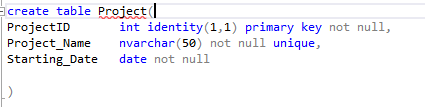 create table Project(
ProjectID int identity(1,1) primary key not null,
Project_Name nvarchar(50) not null unique,
Starting_Date date not null
)